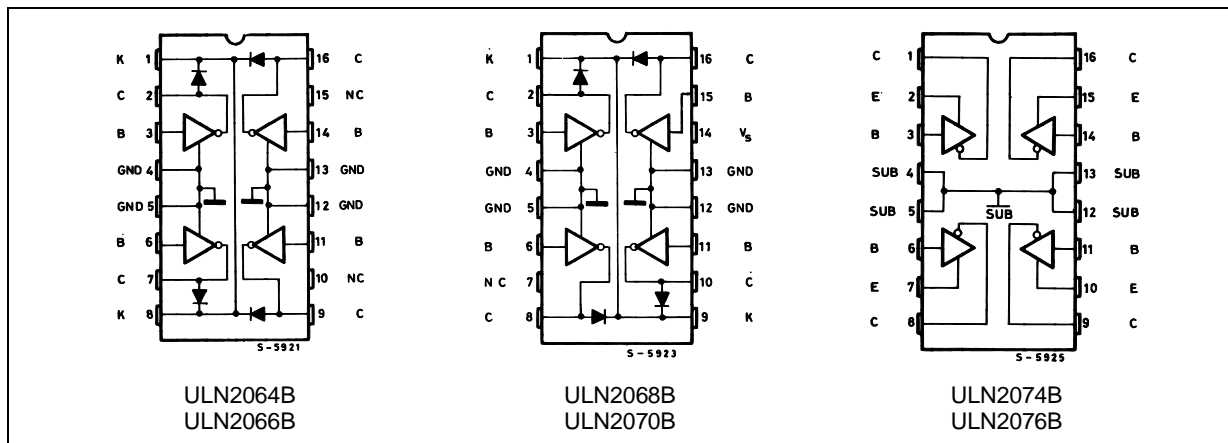 K 1 16 C
C 2 15 NC
B 3 14 B
GND 4 13 GND
GND 5 12 GND
B 6 11 B
C 7 10 NC
K 8 9 C
S-5921
ULN2064B
ULN2066B
K 1 16 C
C 2 15 B
B 3 14 Vs
GND 4 13 GND
GND 5 12 GND
B 6 11 B
NC 7 10 C
C 8 9 K
S-5923
ULN2068B
ULN2070B
C 1 16 C
E 2 15 E
B 3 14 B
SUB 4 13 SUB
SUB
SUB 5 12 SUB
B 6 11 B
E 7 10 E
C 8 9 C
S-5925
ULN2074B
ULN2076B